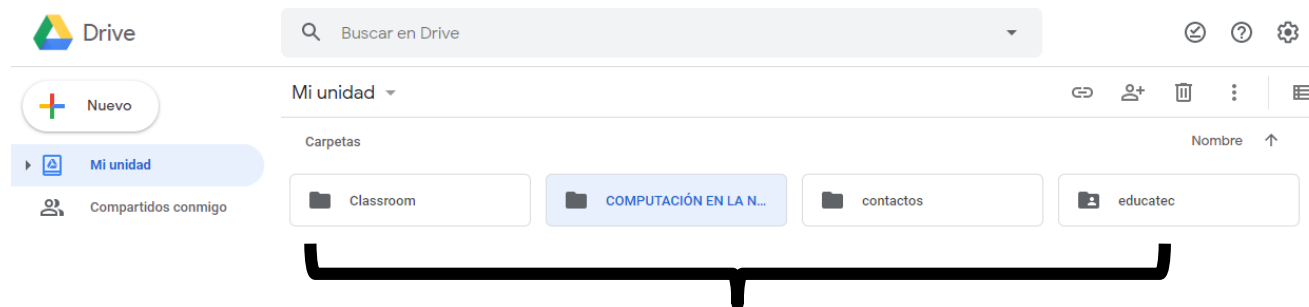 Drive
Buscar en Drive
Nuevo
Mi unidad
Mi unidad
Compartidos conmigo
Carpetas
Nombre
Classroom
COMPUTACIÓN EN LA N...
contactos
educatec